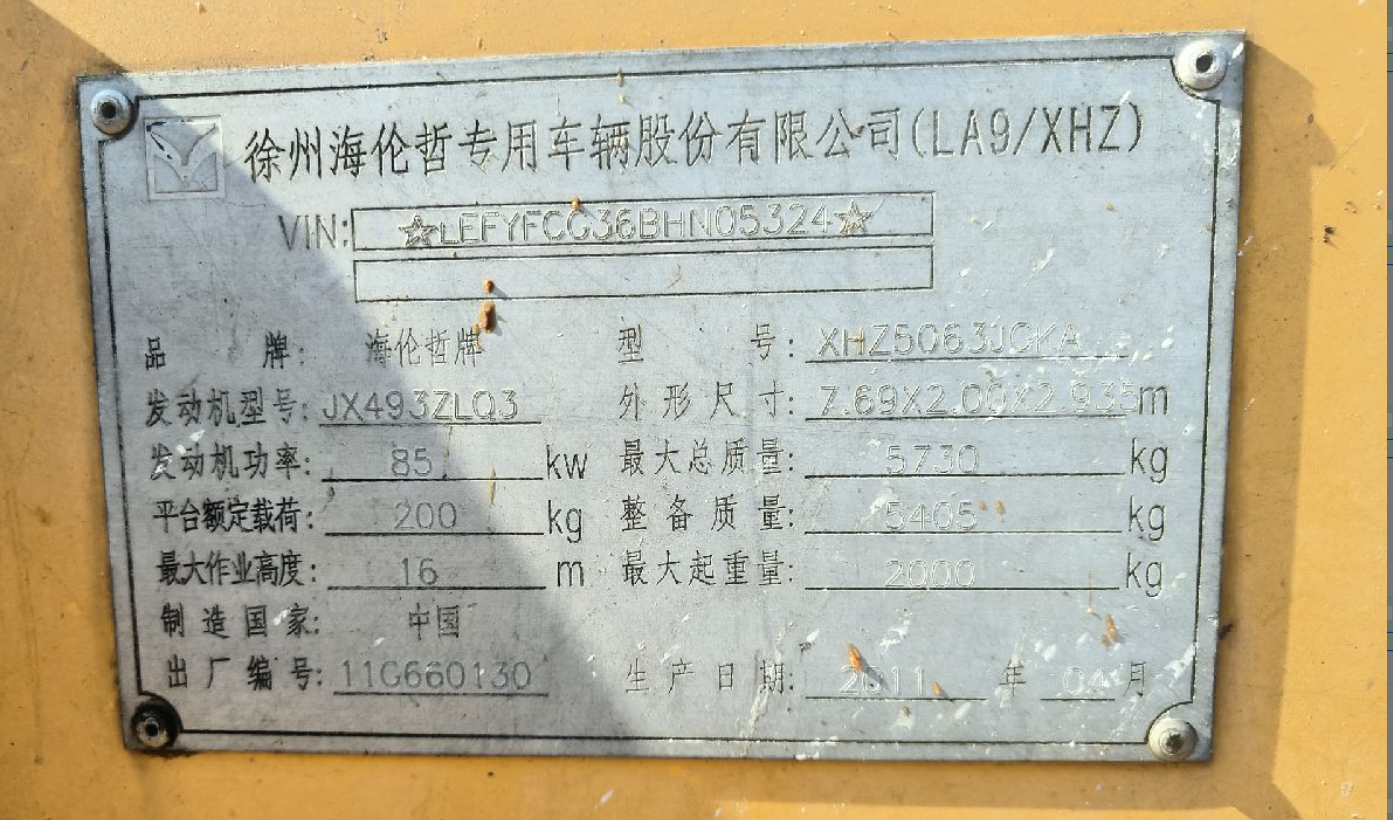 徐州海伦哲专用车辆股份有限公司(LA9/XHZ)
VIN: ☆LEFYFCG36BHN05324☆
品牌: 海伦哲牌 型号: XHZ5063JGKA
发动机型号: JX493ZLQ3 外形尺寸: 7.69X2.00X2.935m
发动机功率: 85 kw 最大总质量: 5730 kg
平台额定载荷: 200 kg 整备质量: 5405 kg
最大作业高度: 16 m 最大起重量: 2000 kg
制造国家: 中国
出厂编号: 11G660130 生产日期: 2011 年 04 月